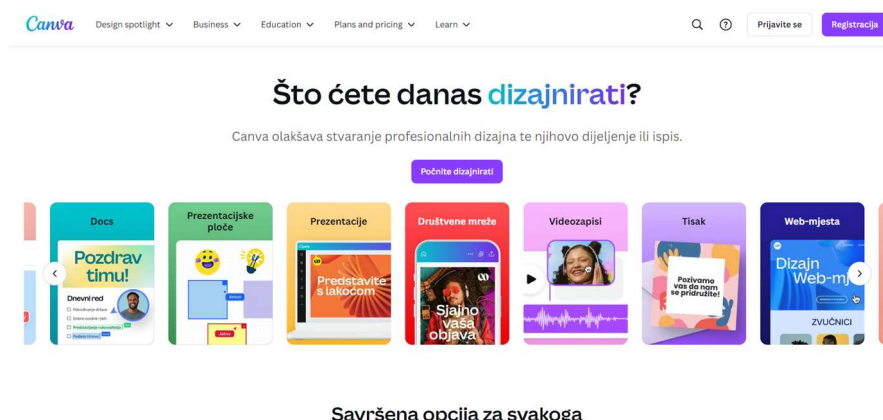 Canva
Design spotlight
Business
Education
Plans and pricing
Learn
Prijavite se
Registracija
Što ćete danas dizajnirati?
Canva olakšava stvaranje profesionalnih dizajna te njihovo dijeljenje ili ispis.
Počnite dizajnirati
Docs
Pozdrav
timu!
Dnevni red
Prezentacijske
ploče
Prezentacije
Predstavite
s lakoćom
Društvene mreže
Sjajno
vaša
objava
Videozapisi
Tisak
Pozivamo
vas da nam
se pridružite!
Web-mjesta
Dizajn
Web-mj
ZVUČNICI
Savršena opcija za svakoga